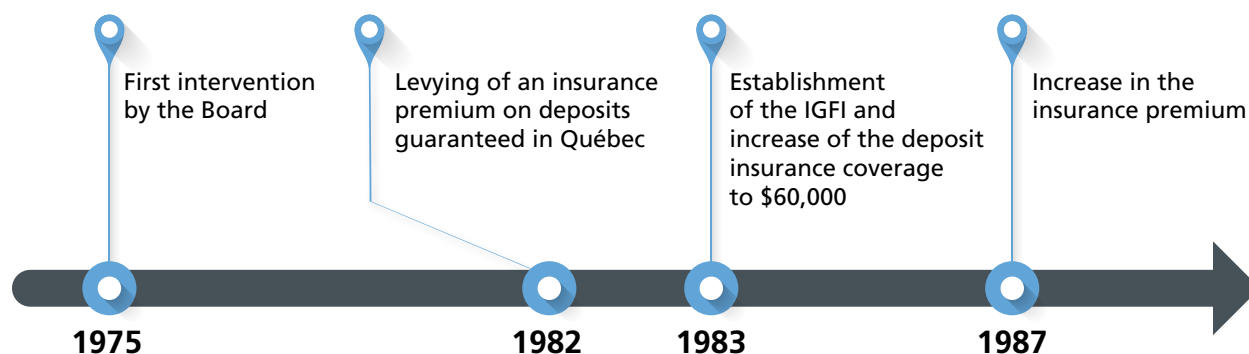 First intervention
by the Board
Levying of an insurance
premium on deposits
guaranteed in Québec
Establishment
of the IGFI and
increase of the deposit
insurance coverage
to $60,000
Increase in the
insurance premium
1975
1982
1983
1987